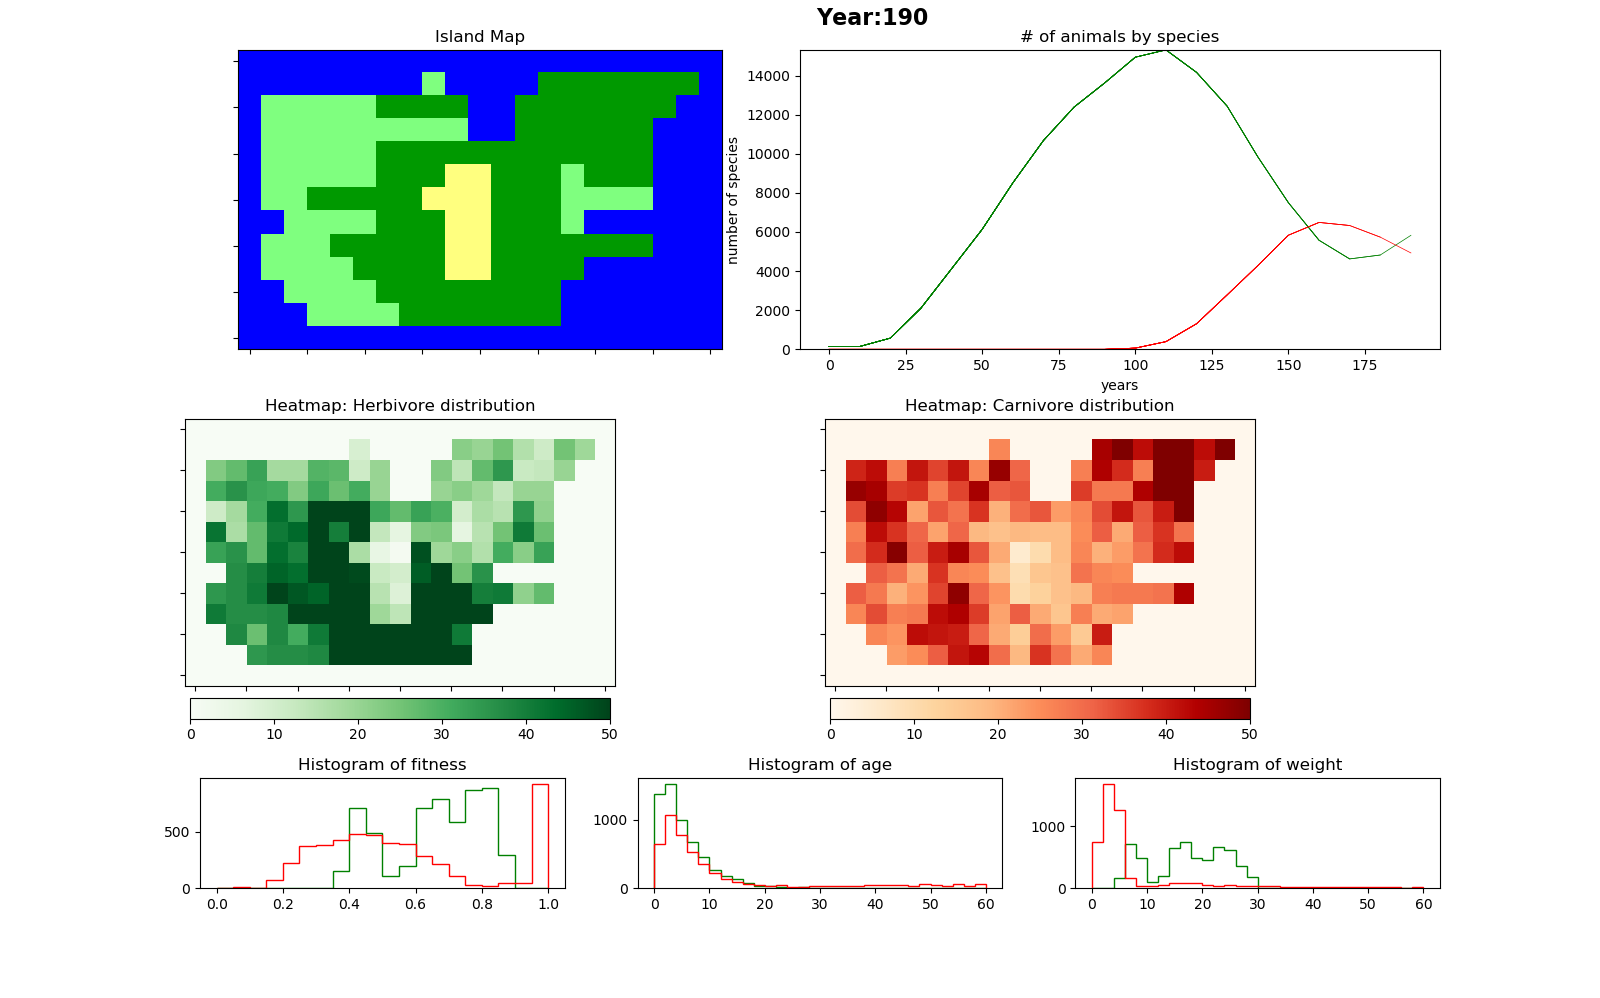 Year:190
Island Map
# of animals by species
number of species
14000
12000
10000
8000
6000
4000
2000
0
0 25 50 75 100 125 150 175
years
Heatmap: Herbivore distribution
Heatmap: Carnivore distribution
0 10 20 30 40 50
0 10 20 30 40 50
Histogram of fitness
Histogram of age
Histogram of weight
500
0
0.0 0.2 0.4 0.6 0.8 1.0
1000
0
0 10 20 30 40 50 60
1000
0
0 10 20 30 40 50 60